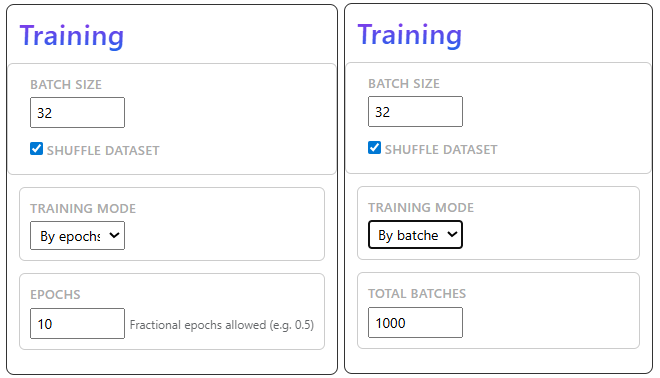 Training
BATCH SIZE
32
SHUFFLE DATASET
TRAINING MODE
By epochs
EPOCHS
10 Fractional epochs allowed (e.g. 0.5)
Training
BATCH SIZE
32
SHUFFLE DATASET
TRAINING MODE
By batche
TOTAL BATCHES
1000